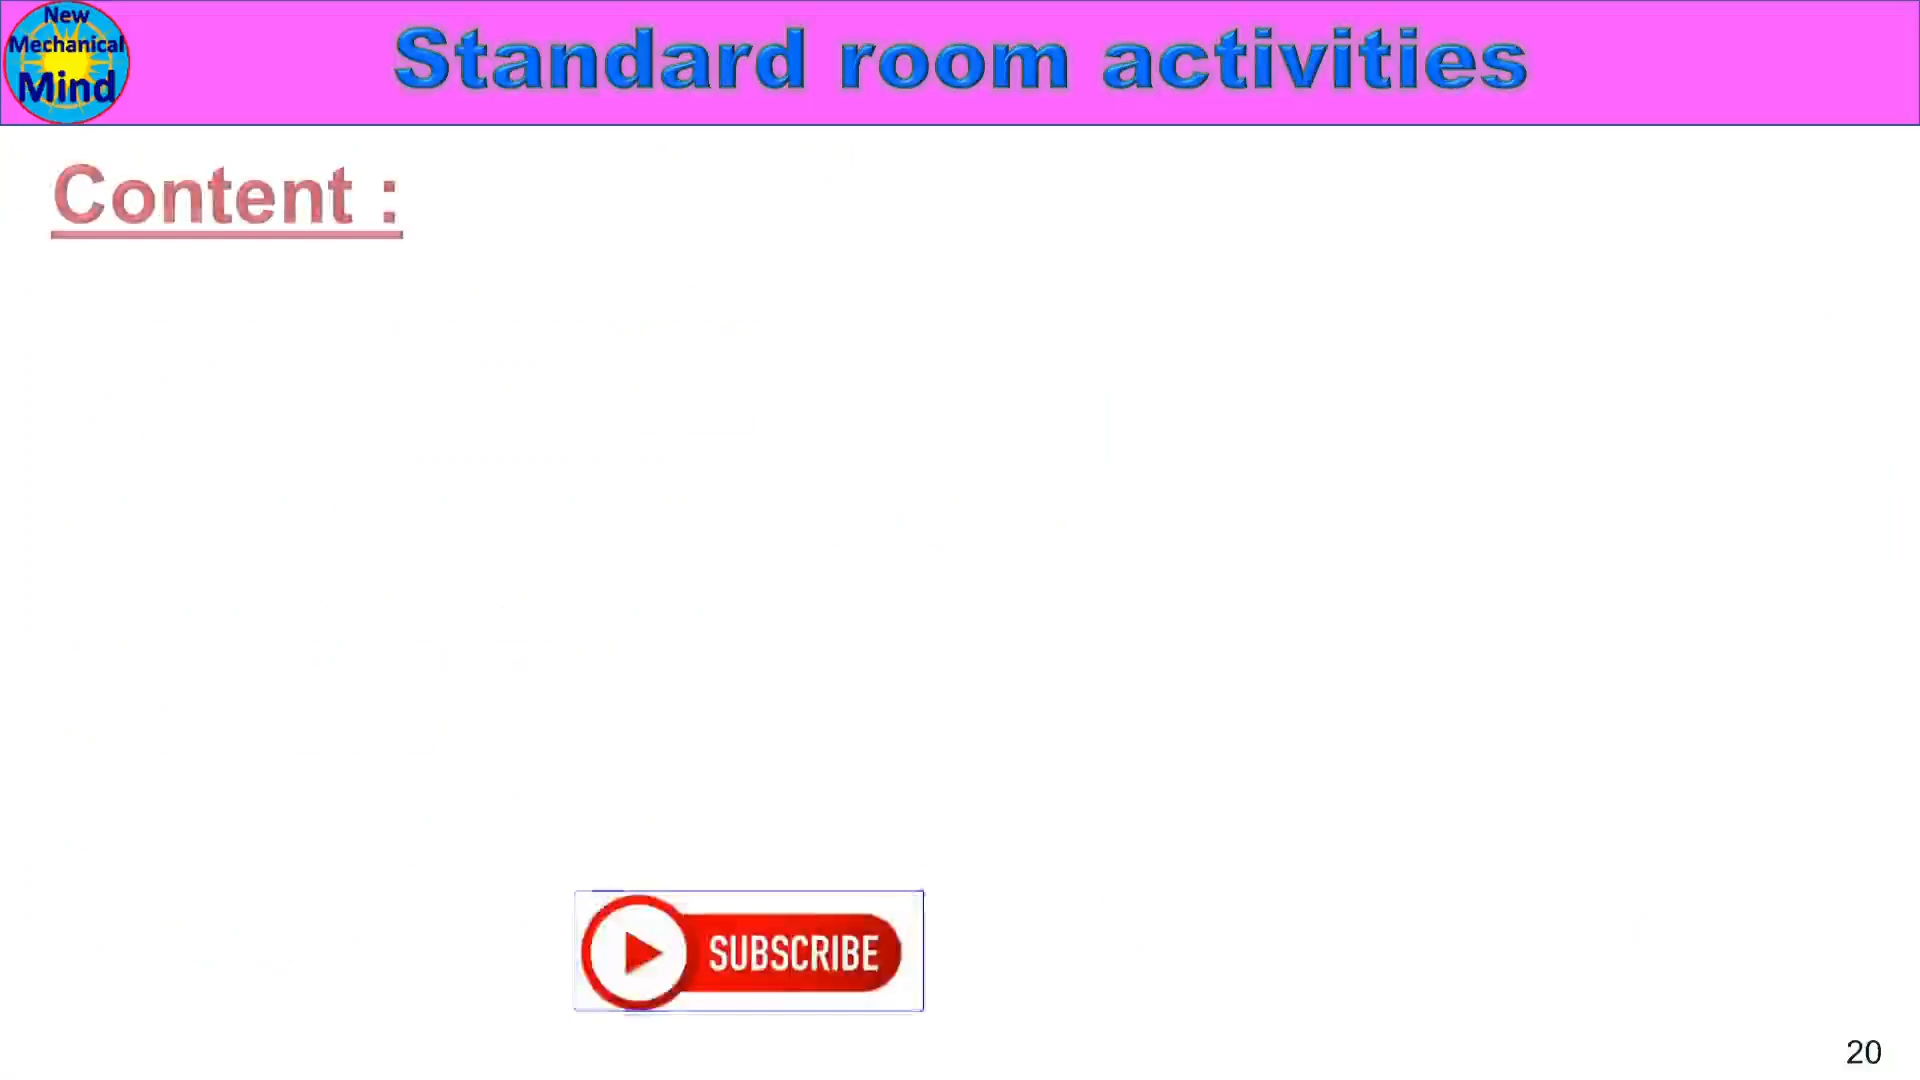 New
Mechanical
Mind
Standard room activities
Content :
SUBSCRIBE
20